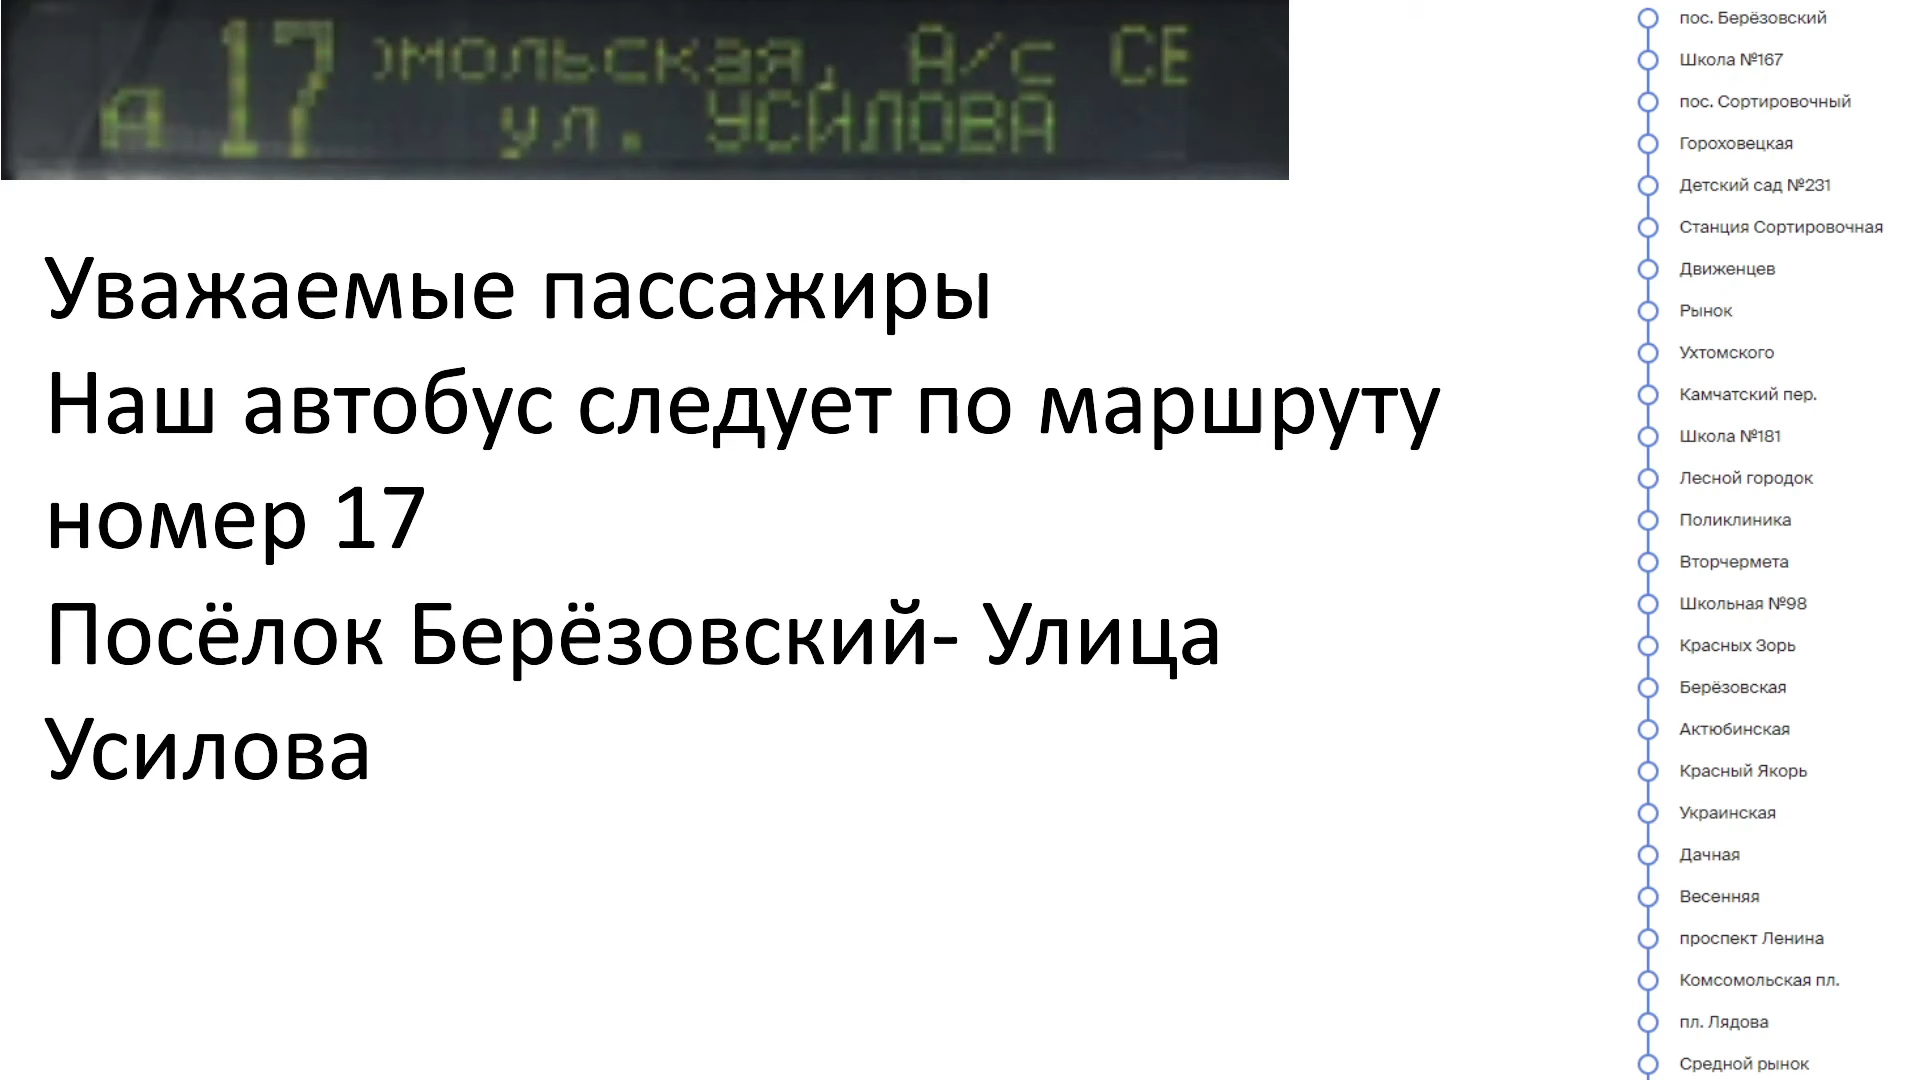 а 17 омольская, А/с СЕ
ул. УСИЛОВА
Уважаемые пассажиры
Наш автобус следует по маршруту
номер 17
Посёлок Берёзовский- Улица
Усилова
пос. Берёзовский
Школа №167
пос. Сортировочный
Гороховецкая
Детский сад №231
Станция Сортировочная
Движенцев
Рынок
Ухтомского
Камчатский пер.
Школа №181
Лесной городок
Поликлиника
Вторчермета
Школьная №98
Красных Зорь
Берёзовская
Актюбинская
Красный Якорь
Украинская
Дачная
Весенняя
проспект Ленина
Комсомольская пл.
пл. Лядова
Средной рынок